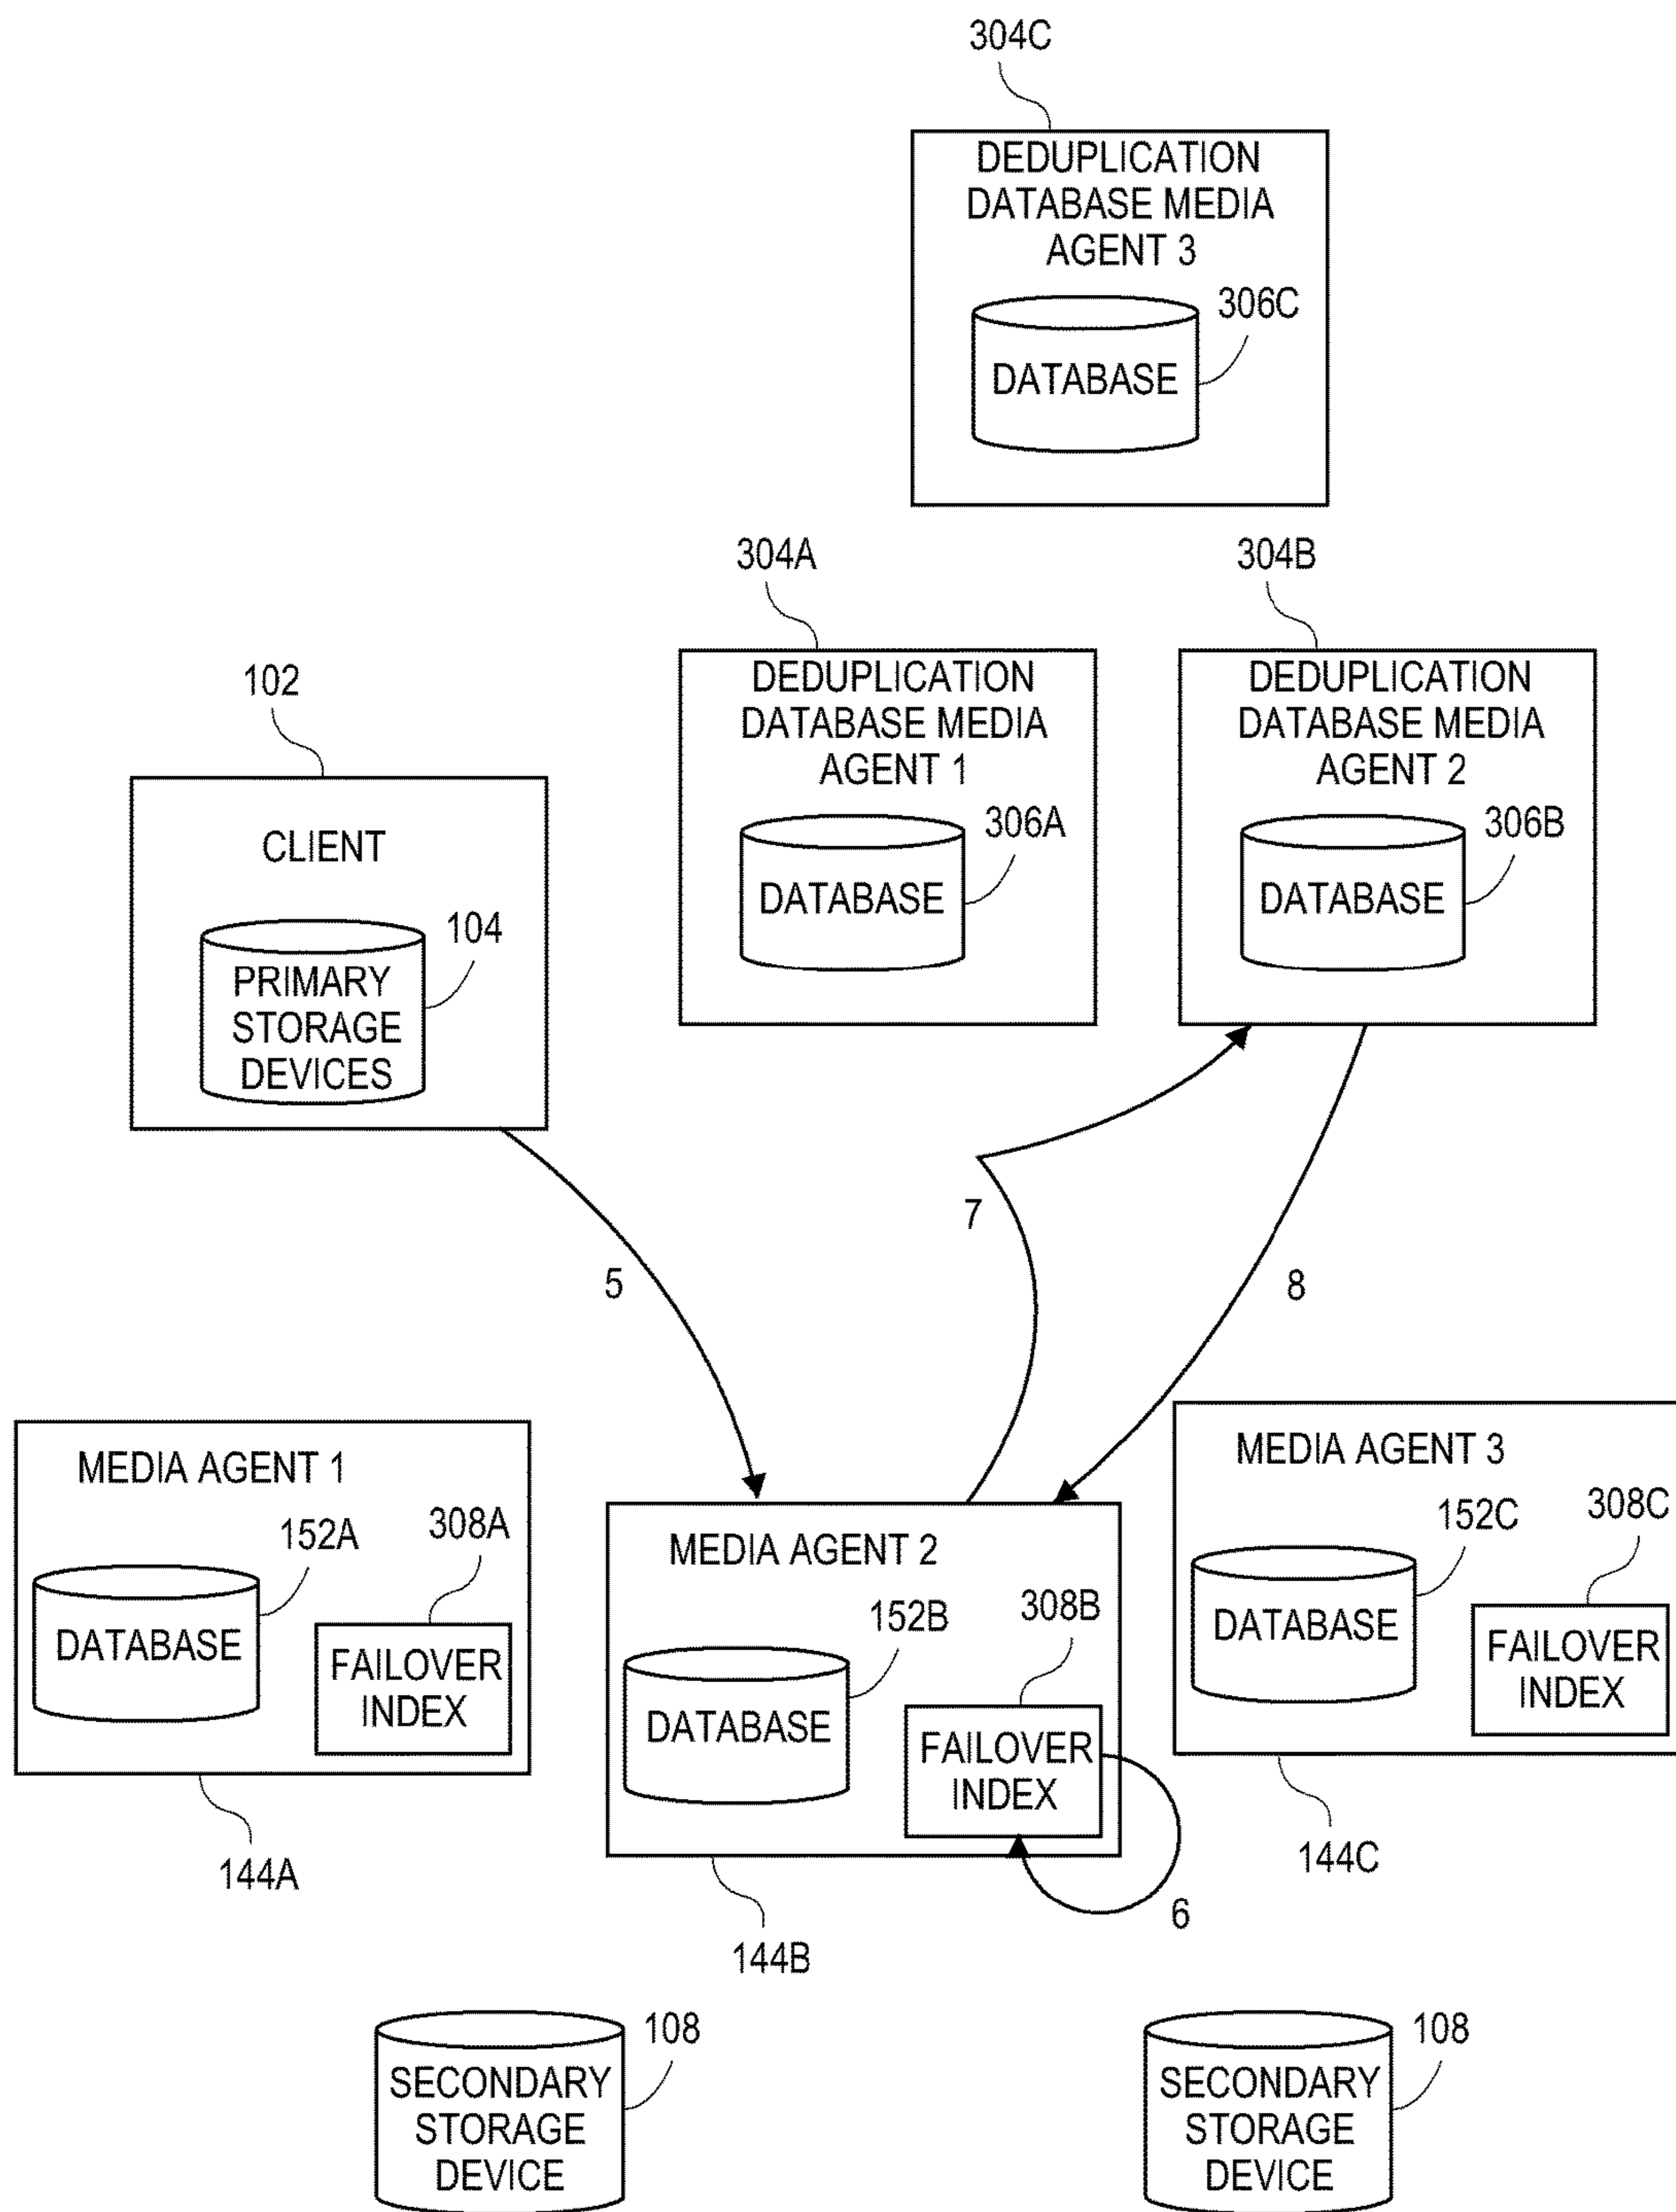 304C
DEDUPLICATION
DATABASE MEDIA
AGENT 3
306C
DATABASE
304A
304B
DEDUPLICATION
DATABASE MEDIA
AGENT 1
306A
DATABASE
DEDUPLICATION
DATABASE MEDIA
AGENT 2
306B
DATABASE
102
CLIENT
104
PRIMARY
STORAGE
DEVICES
7
5
8
MEDIA AGENT 1
152A
308A
DATABASE
FAILOVER
INDEX
144A
MEDIA AGENT 2
152B
308B
DATABASE
FAILOVER
INDEX
6
144B
MEDIA AGENT 3
152C
308C
DATABASE
FAILOVER
INDEX
144C
108
SECONDARY
STORAGE
DEVICE
108
SECONDARY
STORAGE
DEVICE